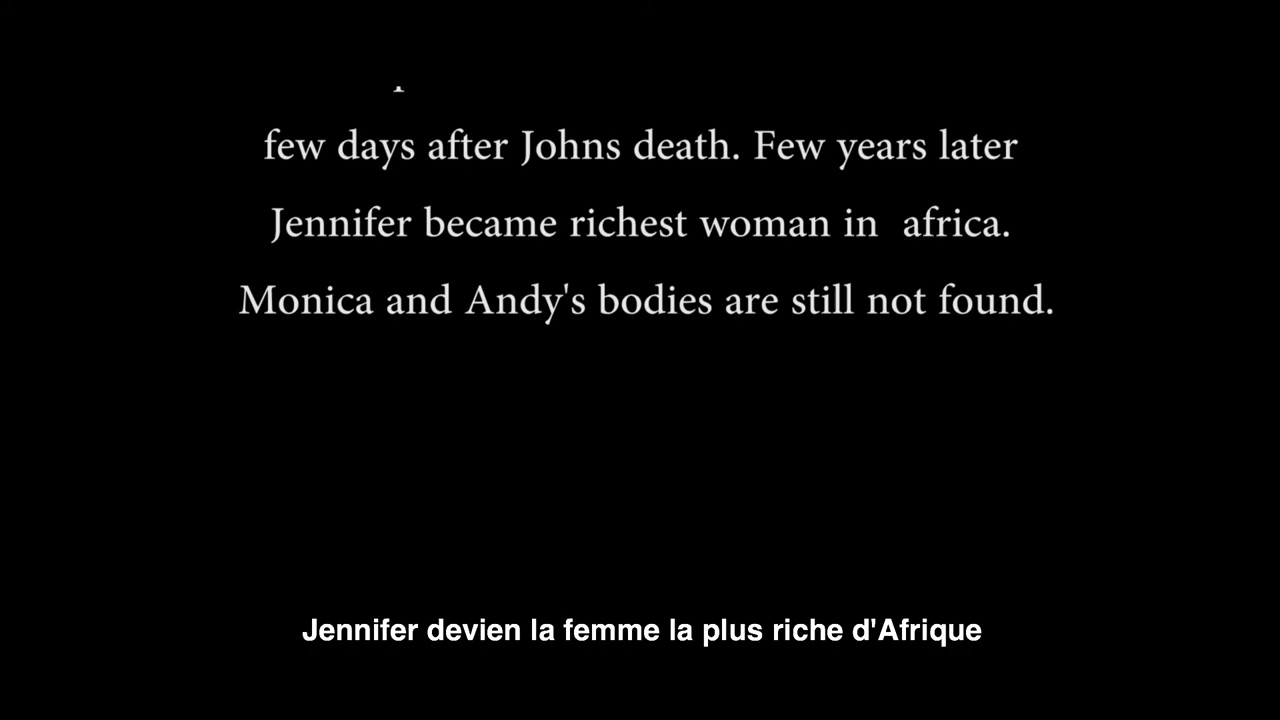 few days after Johns death. Few years later
Jennifer became richest woman in  africa.
Monica and Andy's bodies are still not found.
Jennifer devien la femme la plus riche d'Afrique